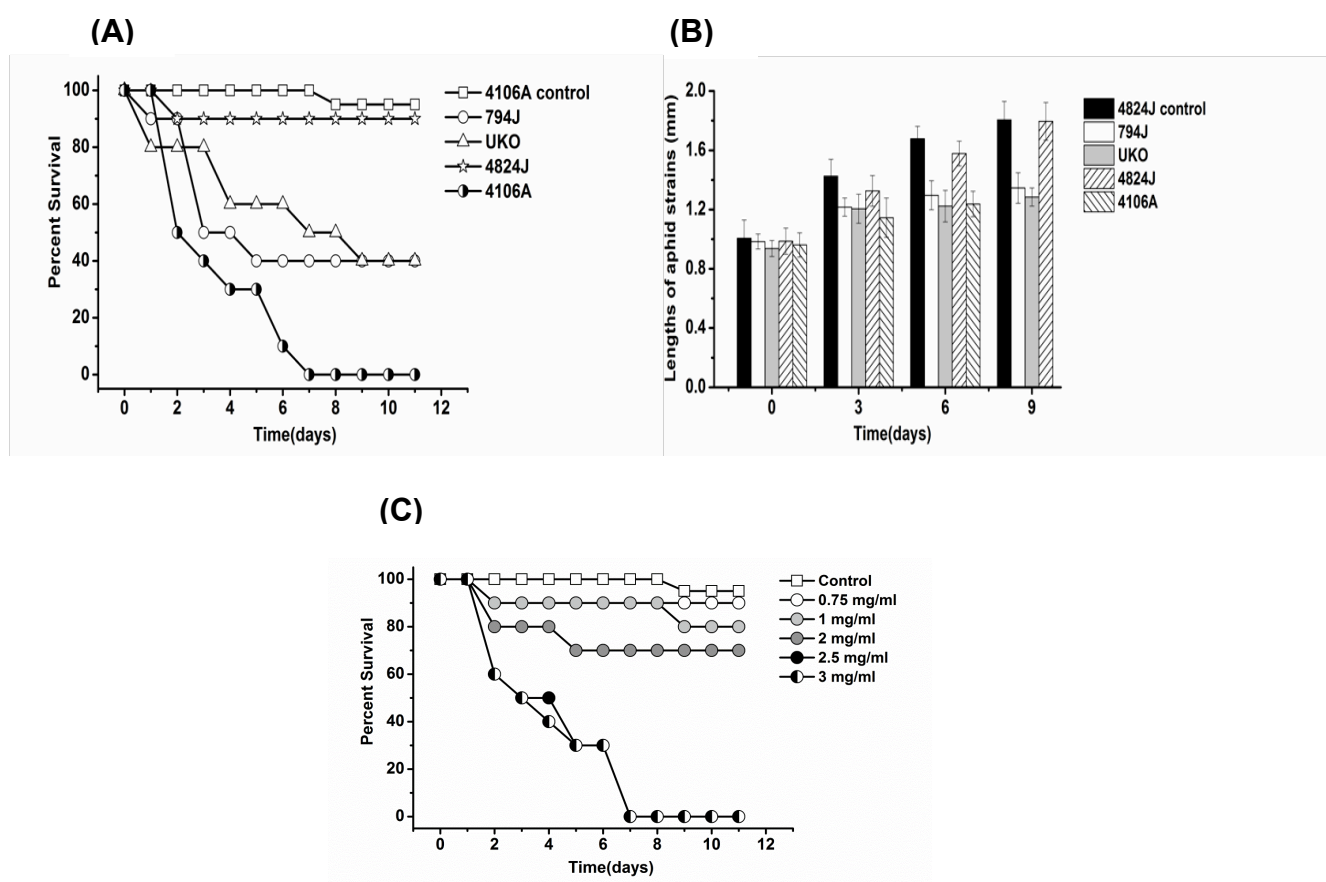 (A)
100
80
60
40
20
0
Percent Survival
0 2 4 6 8 10 12
Time(days)
4106A control
794J
UKO
4824J
4106A
(B)
2.0
1.6
1.2
0.8
0.4
0.0
Lengths of aphid strains (mm)
0 3 6 9
Time(days)
4824J control
794J
UKO
4824J
4106A
(C)
100
80
60
40
20
0
Percent Survival
0 2 4 6 8 10 12
Time(days)
Control
0.75 mg/ml
1 mg/ml
2 mg/ml
2.5 mg/ml
3 mg/ml